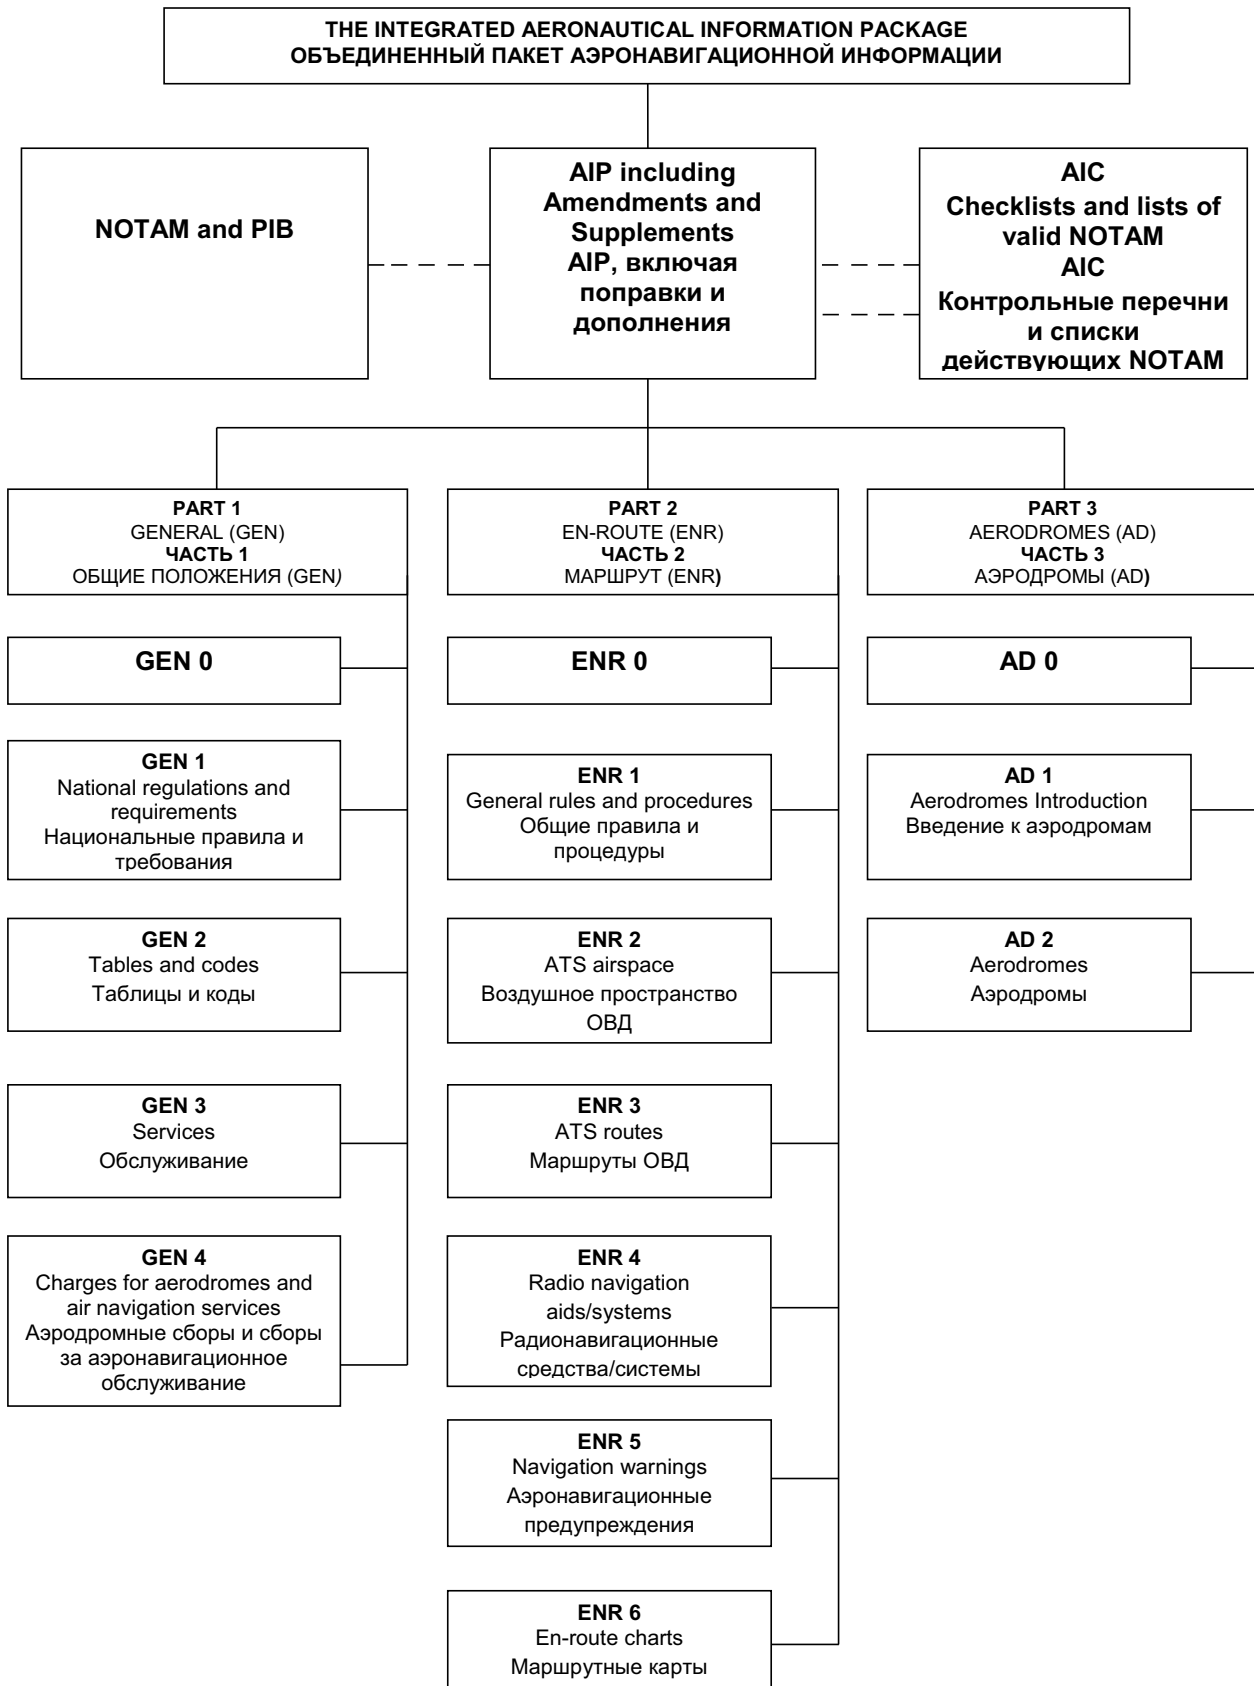 THE INTEGRATED AERONAUTICAL INFORMATION PACKAGE
ОБЪЕДИНЕННЫЙ ПАКЕТ АЭРОНАВИГАЦИОННОЙ ИНФОРМАЦИИ
NOTAM and PIB
AIP including
Amendments and
Supplements
AIP, включая
поправки и
дополнения
AIC
Checklists and lists of
valid NOTAM
AIC
Контрольные перечни
и списки
действующих NOTAM
PART 1
GENERAL (GEN)
ЧАСТЬ 1
ОБЩИЕ ПОЛОЖЕНИЯ (GEN)
PART 2
EN-ROUTE (ENR)
ЧАСТЬ 2
МАРШРУТ (ENR)
PART 3
AERODROMES (AD)
ЧАСТЬ 3
АЭРОДРОМЫ (AD)
GEN 0
ENR 0
AD 0
GEN 1
National regulations and
requirements
Национальные правила и
требования
ENR 1
General rules and procedures
Общие правила и
процедуры
AD 1
Aerodromes Introduction
Введение к аэродромам
GEN 2
Tables and codes
Таблицы и коды
ENR 2
ATS airspace
Воздушное пространство
ОВД
AD 2
Aerodromes
Аэродромы
GEN 3
Services
Обслуживание
ENR 3
ATS routes
Маршруты ОВД
GEN 4
Charges for aerodromes and
air navigation services
Аэродромные сборы и сборы
за аэронавигационное
обслуживание
ENR 4
Radio navigation
aids/systems
Радионавигационные
средства/системы
ENR 5
Navigation warnings
Аэронавигационные
предупреждения
ENR 6
En-route charts
Маршрутные карты